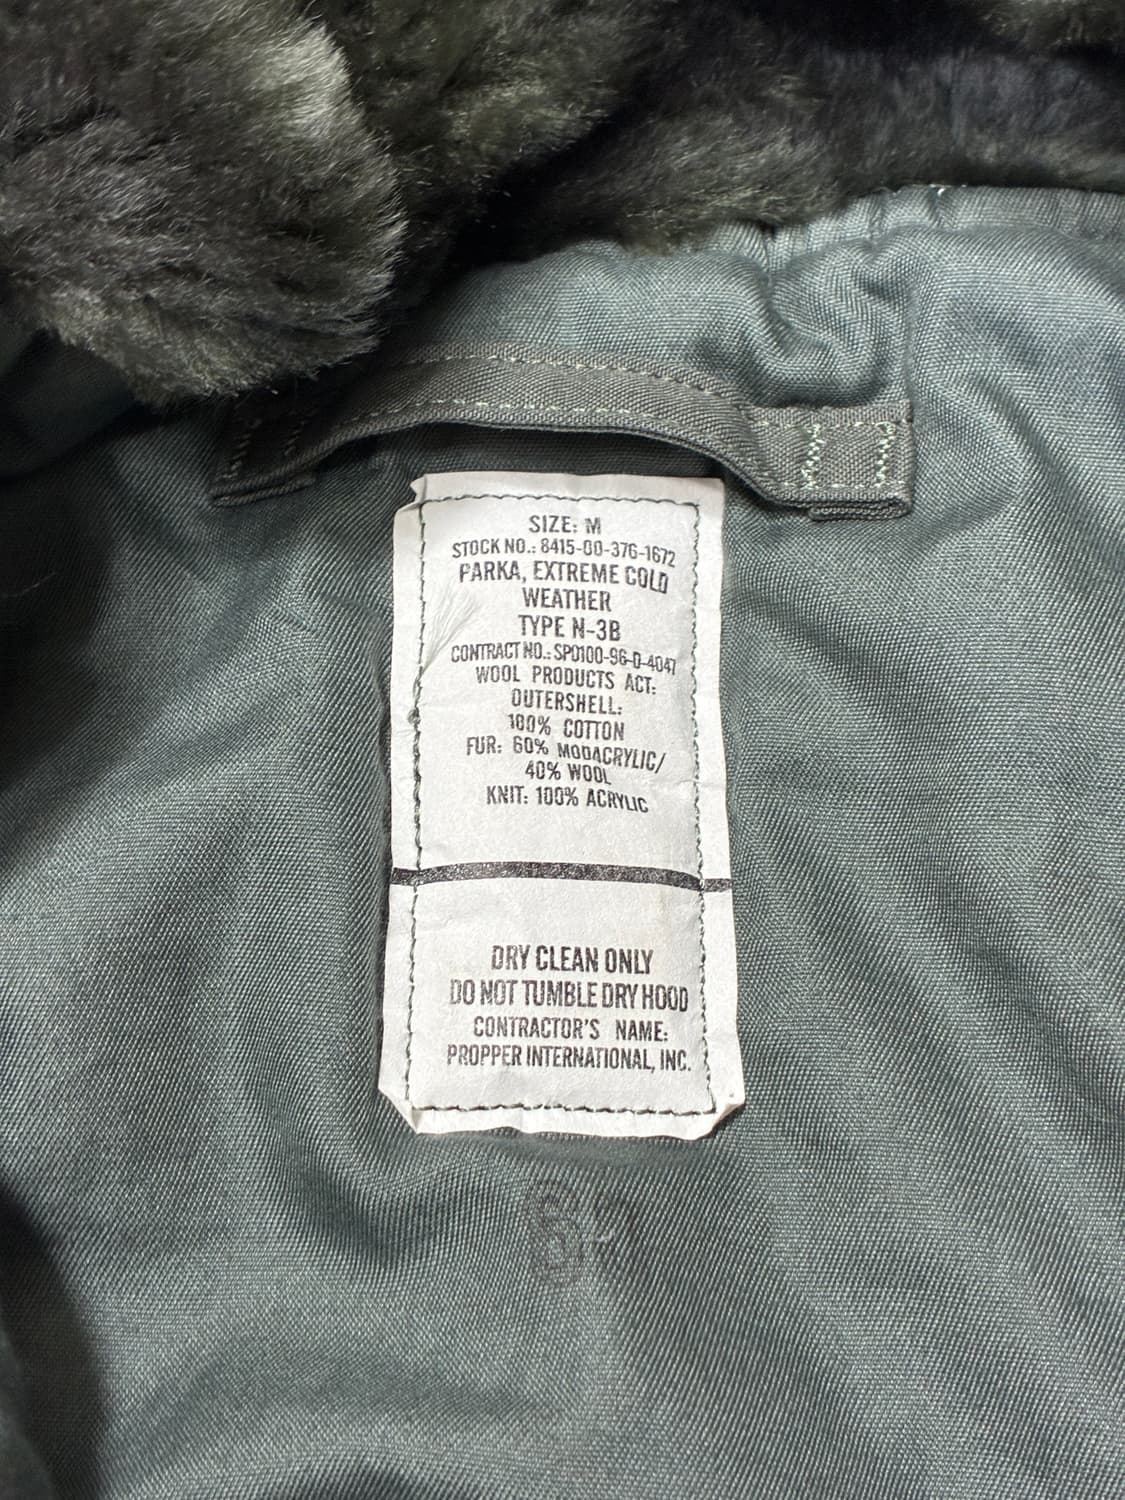 SIZE: M
STOCK NO.: 8415-00-376-1672
PARKA, EXTREME COLD
WEATHER
TYPE N-3B
CONTRACT NO.: SPO100-96-D-4047
WOOL PRODUCTS ACT:
OUTERSHELL:
100% COTTON
FUR: 60% MODACRYLIC/
40% WOOL
KNIT: 100% ACRYLIC
DRY CLEAN ONLY
DO NOT TUMBLE DRY HOOD
CONTRACTOR'S NAME:
PROPPER INTERNATIONAL, INC.